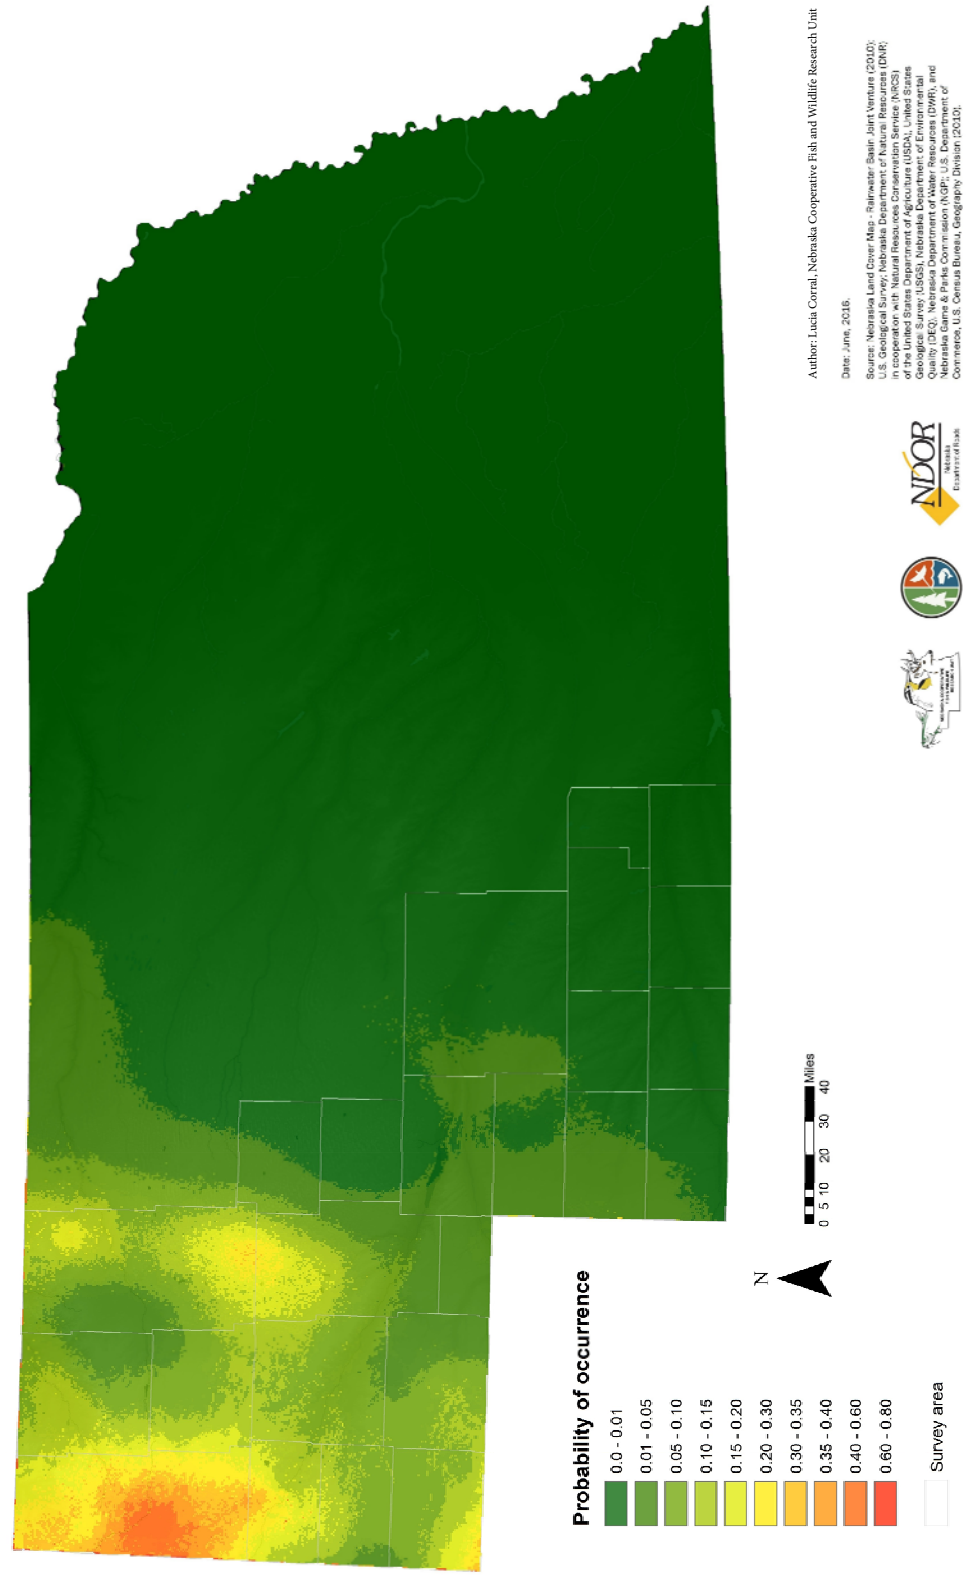 Probability of occurrence
0.0 - 0.01
0.01 - 0.05
0.05 - 0.10
0.10 - 0.15
0.15 - 0.20
0.20 - 0.30
0.30 - 0.35
0.35 - 0.40
0.40 - 0.60
0.60 - 0.80
Survey area
N
0 5 10 20 30 40
Miles
NDOR
Nebraska
Department of Roads
Author: Lucia Corral, Nebraska Cooperative Fish and Wildlife Research Unit
Date: June, 2016.
Source: Nebraska Land Cover Map - Rainwater Basin Joint Venture (2010);
U.S. Geological Survey; Nebraska Department of Natural Resources (DNR)
in cooperation with Natural Resources Conservation Service (NRCS)
of the United States Department of Agriculture (USDA), United States
Geological Survey (USGS), Nebraska Department of Environmental
Quality (DEQ), Nebraska Department of Water Resources (DWR), and
Nebraska Game & Parks Commission (NGP); U.S. Department of
Commerce, U.S. Census Bureau, Geography Division (2010).